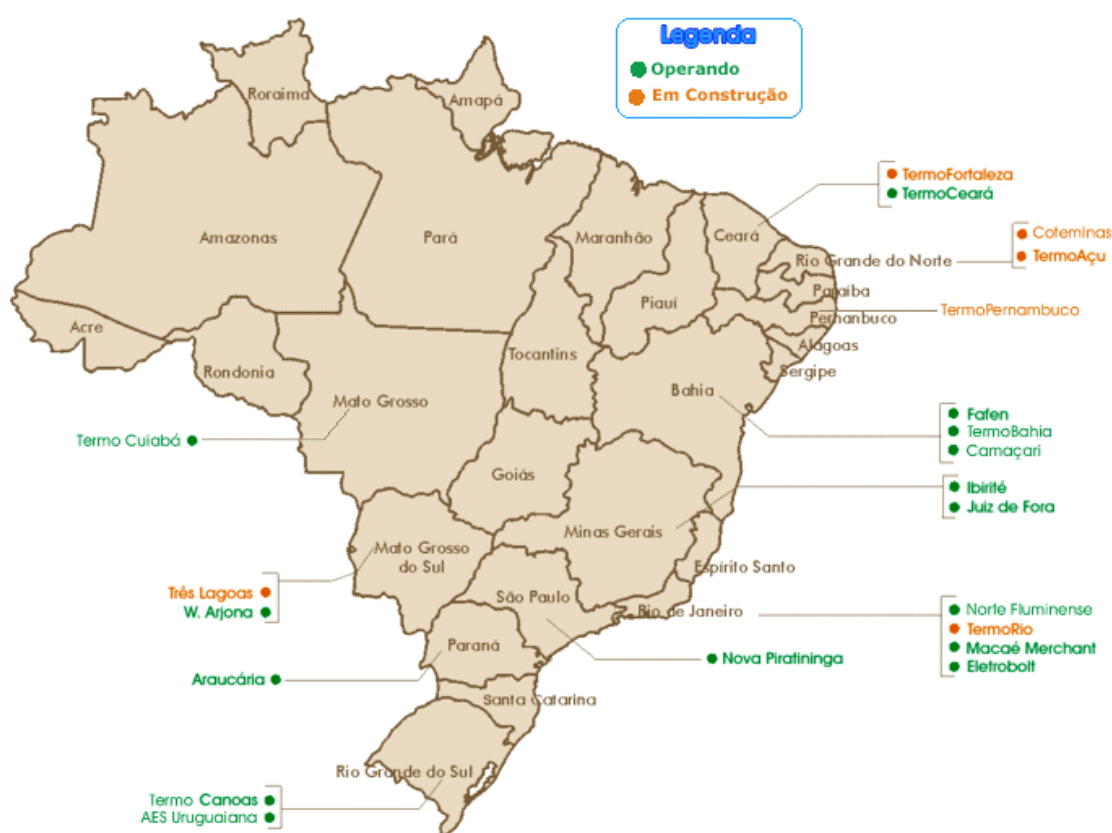 Legenda
Operando
Em Construção
Roraima
Amapá
TermoFortaleza
TermoCeará
Amazonas
Pará
Maranhão
Ceará
Coteminas
Rio Grande do Norte
TermoAçu
Piauí
Paraíba
TermoPernambuco
Pernanbuco
Acre
Alagoas
Tocantins
Sergipe
Rondonia
Mato Grosso
Bahia
Fafen
TermoBahia
Camaçari
Termo Cuiabá
Goiás
Ibirité
Juiz de Fora
Minas Gerais
Mato Grosso
do Sul
Espírito Santo
Três Lagoas
W. Arjona
São Paulo
Rio de Janeiro
Norte Fluminense
TermoRio
Macaé Merchant
Eletrobolt
Paraná
Nova Piratininga
Araucária
Santa Catarina
Rio Grande do Sul
Termo Canoas
AES Uruguaiana